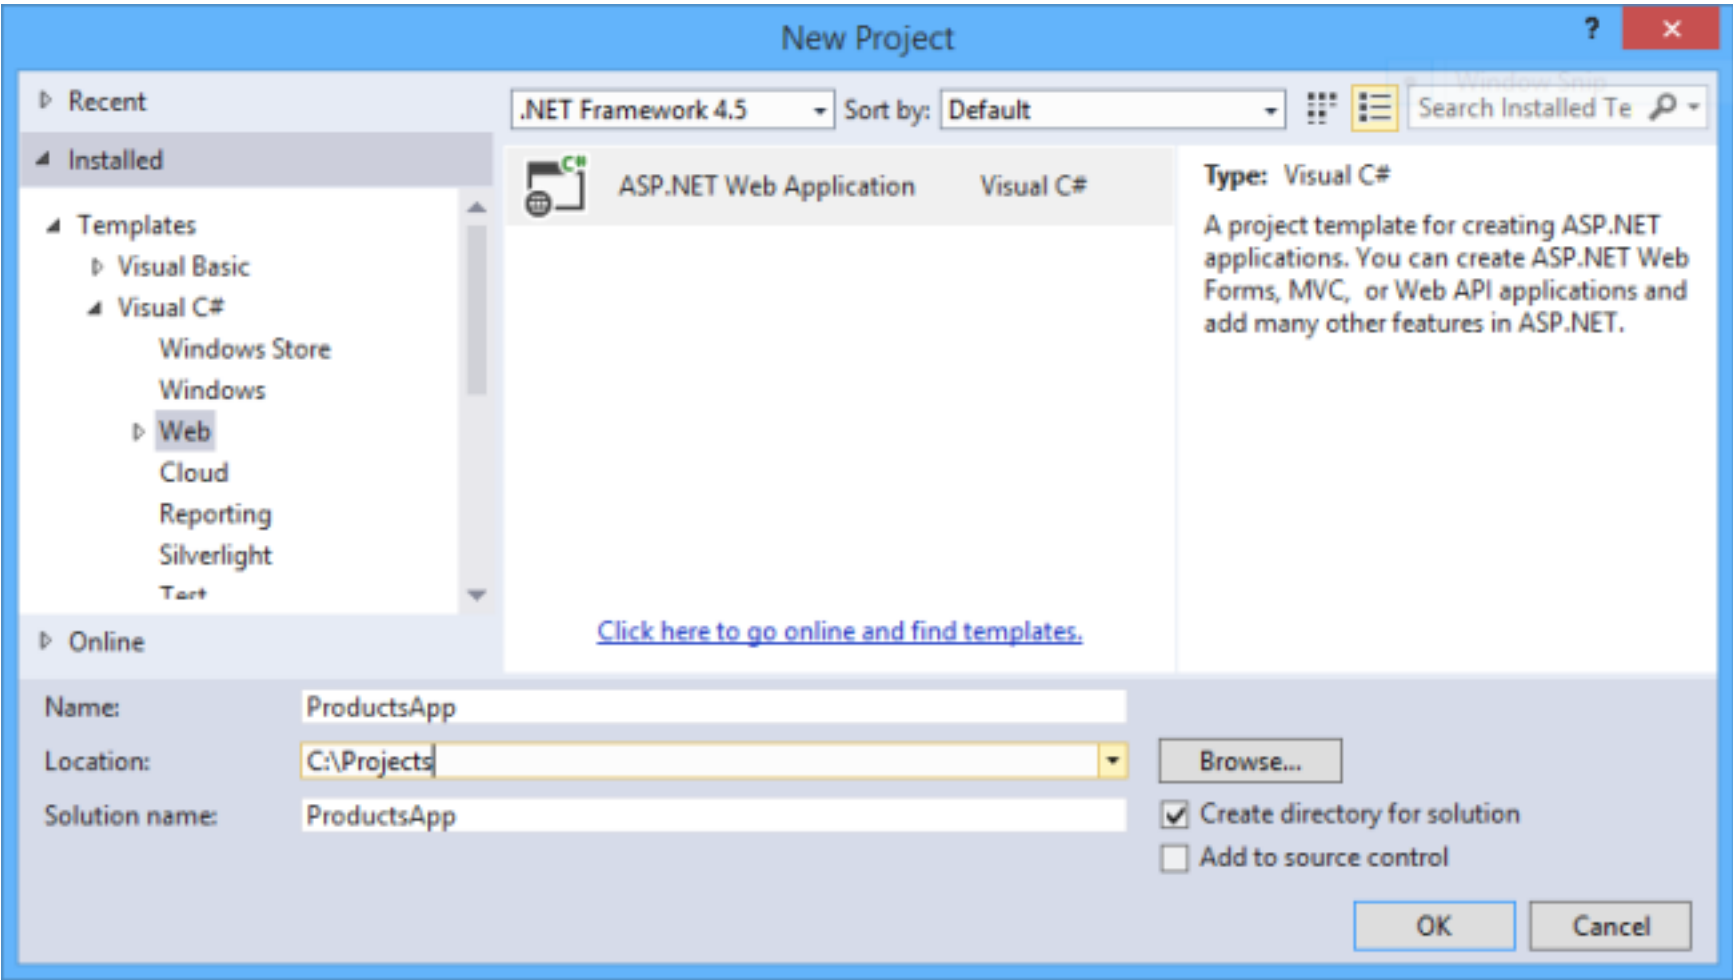 New Project
?
Window Snip
Recent
Installed
Templates
Visual Basic
Visual C#
Windows Store
Windows
Web
Cloud
Reporting
Silverlight
Test
Online
.NET Framework 4.5
Sort by: Default
Search Installed Te
C#
ASP.NET Web Application Visual C#
Click here to go online and find templates.
Type: Visual C#
A project template for creating ASP.NET
applications. You can create ASP.NET Web
Forms, MVC, or Web API applications and
add many other features in ASP.NET.
Name: ProductsApp
Location: C:\Projects
Browse...
Solution name: ProductsApp
Create directory for solution
Add to source control
OK
Cancel